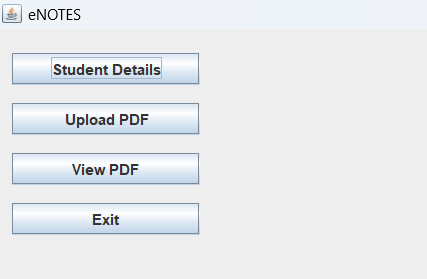 eNOTES
Student Details
Upload PDF
View PDF
Exit